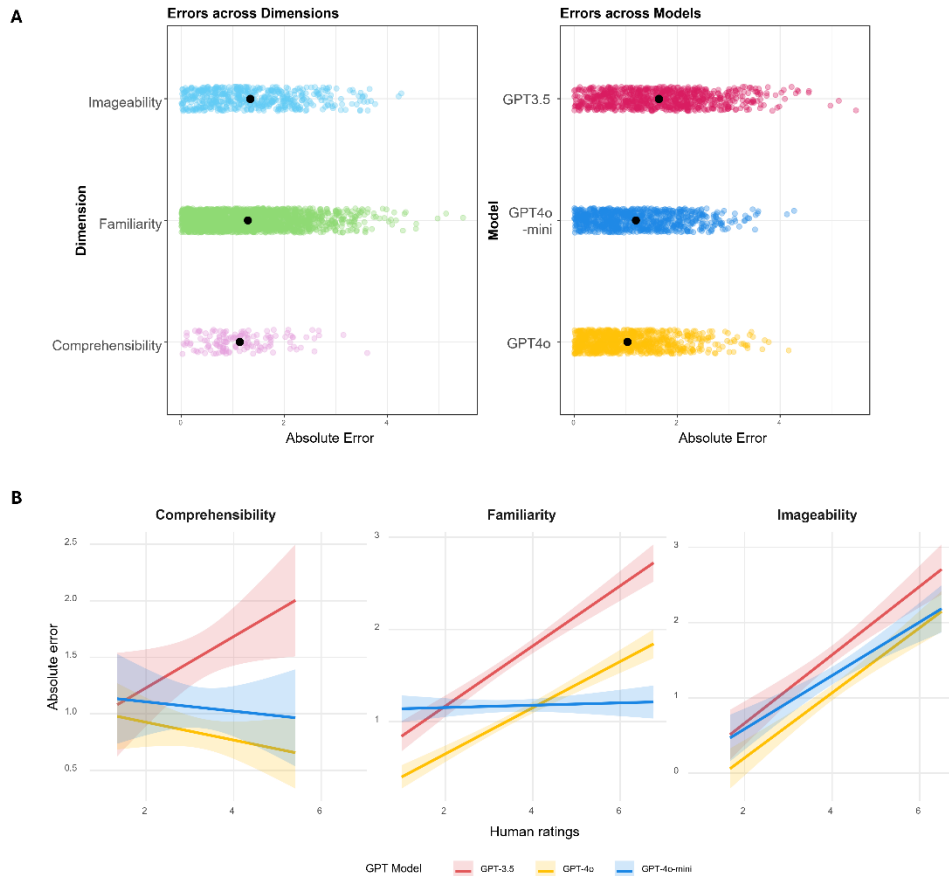 A
Errors across Dimensions
Imageability
Familiarity
Comprehensibility
Dimension
0
2
4
Absolute Error
Errors across Models
GPT3.5
GPT4o
-mini
GPT4o
Model
0
2
4
Absolute Error
B
Comprehensibility
Familiarity
Imageability
Absolute error
2.5
2.0
1.5
1.0
0.5
2
4
6
3
2
1
2
4
6
3
2
1
0
2
4
6
Human ratings
GPT Model
GPT-3.5
GPT-4o
GPT-4o-mini